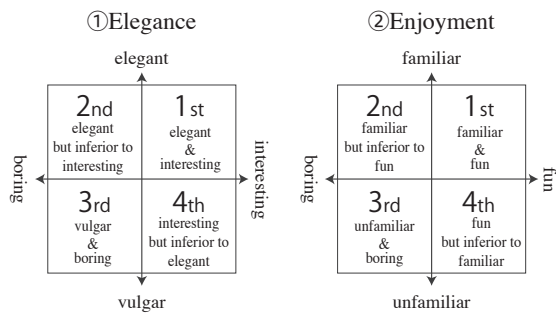 ①Elegance
elegant
2nd
elegant
but inferior to
interesting
1st
elegant
&
interesting
boring
interesting
3rd
vulgar
&
boring
4th
interesting
but inferior to
elegant
vulgar
②Enjoyment
familiar
2nd
familiar
but inferior to
fun
1st
familiar
&
fun
boring
fun
3rd
unfamiliar
&
boring
4th
fun
but inferior to
familiar
unfamiliar